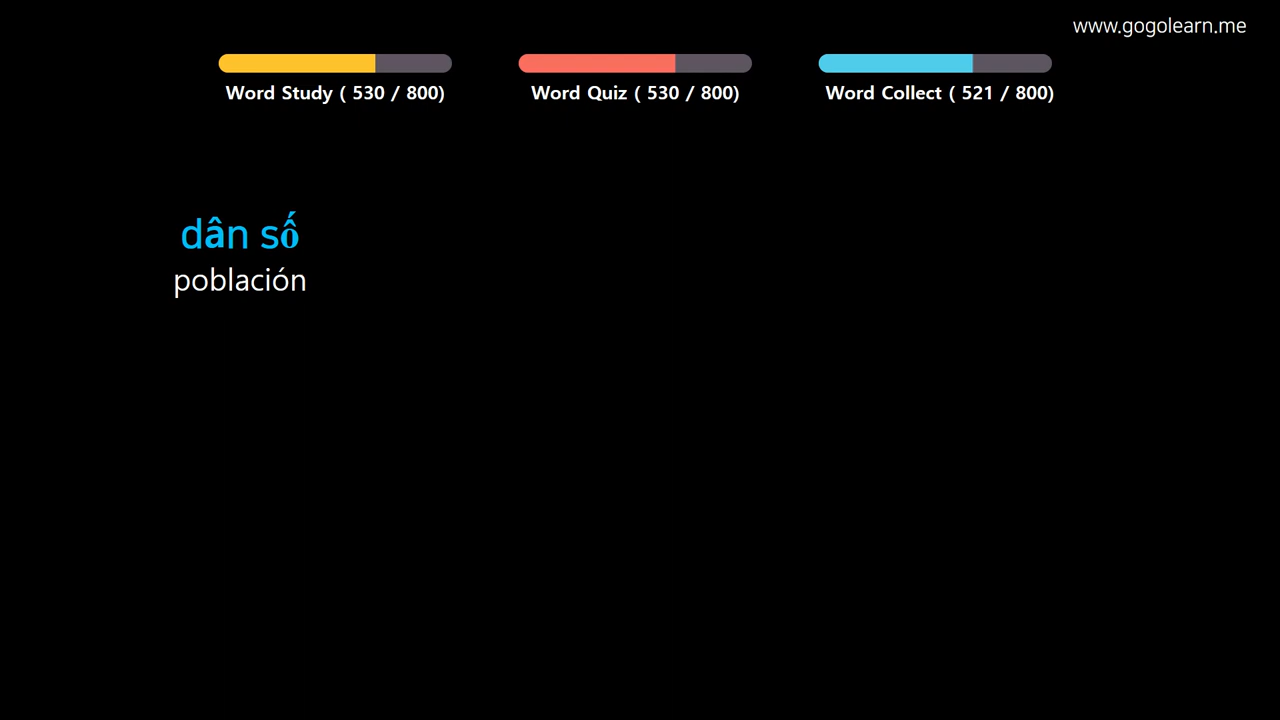 www.gogolearn.me
Word Study ( 530 / 800)
Word Quiz ( 530 / 800)
Word Collect ( 521 / 800)
dân số
población